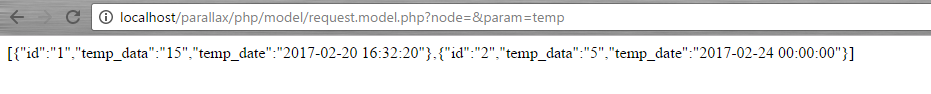 localhost/parallax/php/model/request.model.php?node=&param=temp
[{"id":"1","temp_data":"15","temp_date":"2017-02-20 16:32:20"},{"id":"2","temp_data":"5","temp_date":"2017-02-24 00:00:00"}]